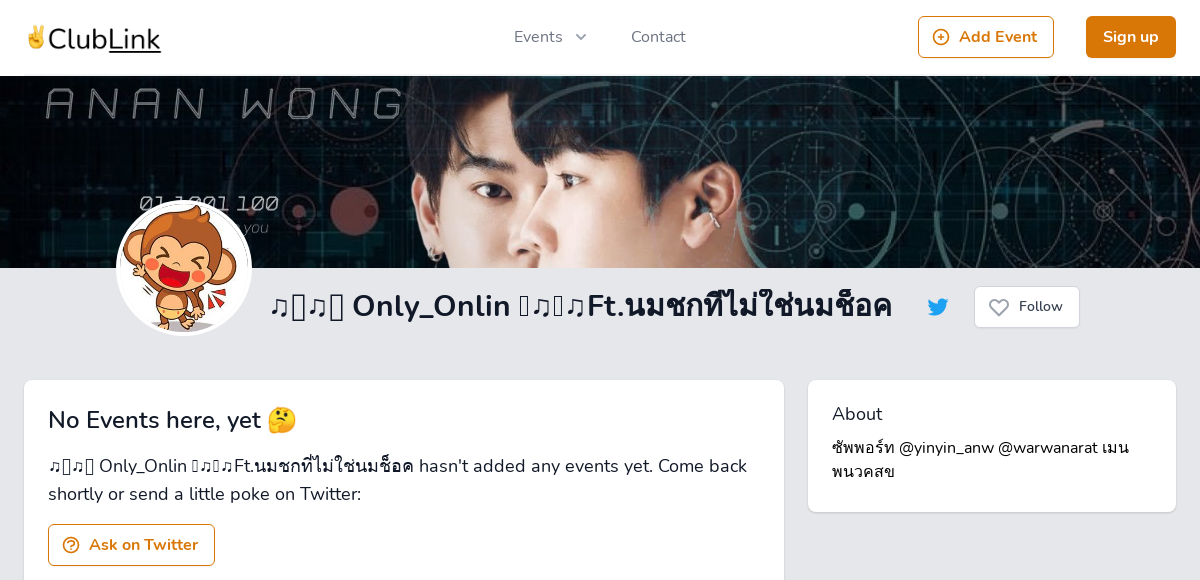 ClubLink
Events
Contact
Add Event
Sign up
ANAN WONG
01 1001 100
you
♫▯♫▯ Only_Onlin ▯♫▯♫Ft.นมชกที่ไม่ใช่นมช็อค
Follow
No Events here, yet 🤔
♫▯♫▯ Only_Onlin ▯♫▯♫Ft.นมชกที่ไม่ใช่นมช็อค hasn't added any events yet. Come back
shortly or send a little poke on Twitter:
Ask on Twitter
About
ซัพพอร์ท @yinyin_anw @warwanarat เมน
พนวคสข